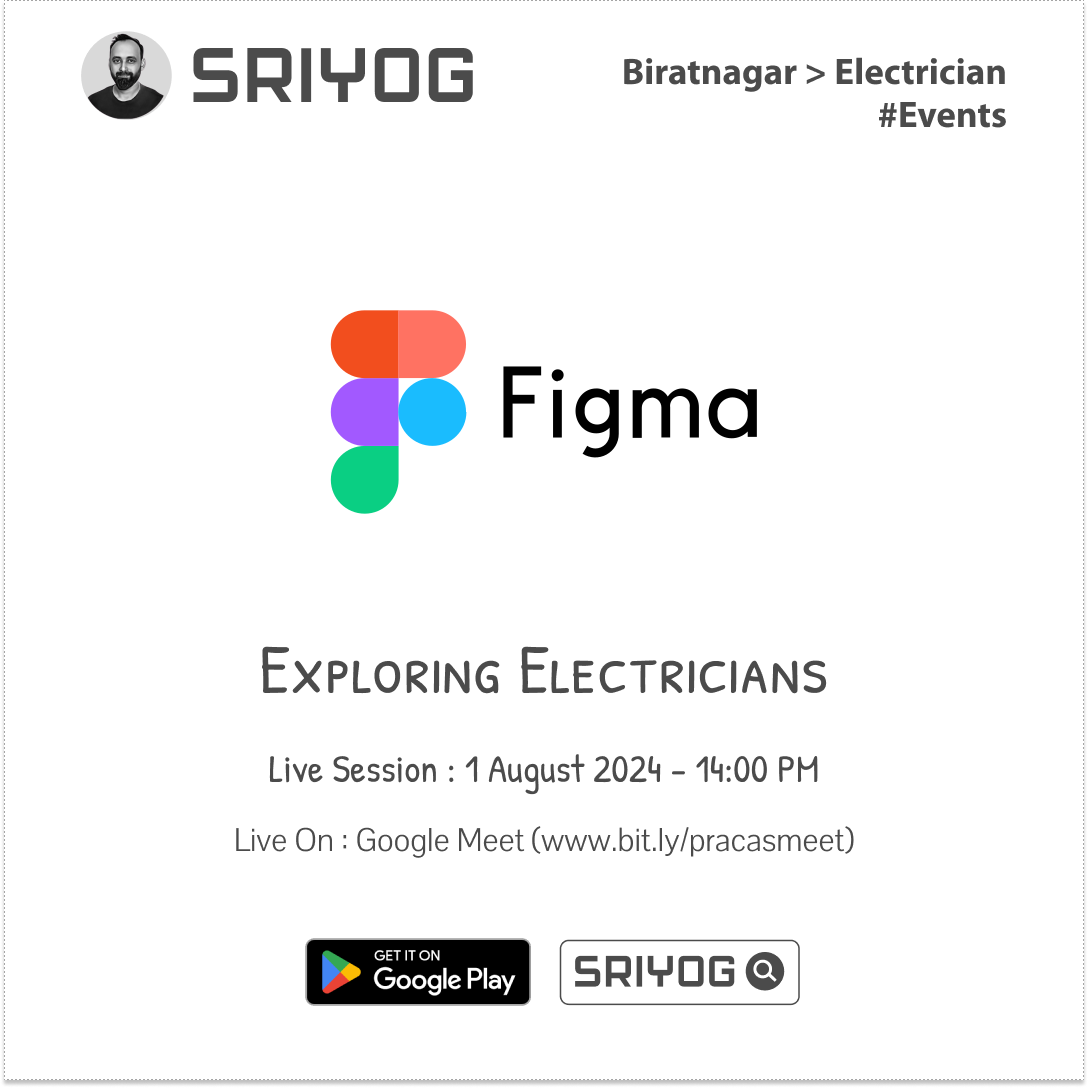 SRIYOG
Biratnagar > Electrician
#Events
Figma
Exploring Electricians
Live Session : 1 August 2024 - 14:00 PM
Live On : Google Meet (www.bit.ly/pracasmeet)
GET IT ON
Google Play
SRIYOG